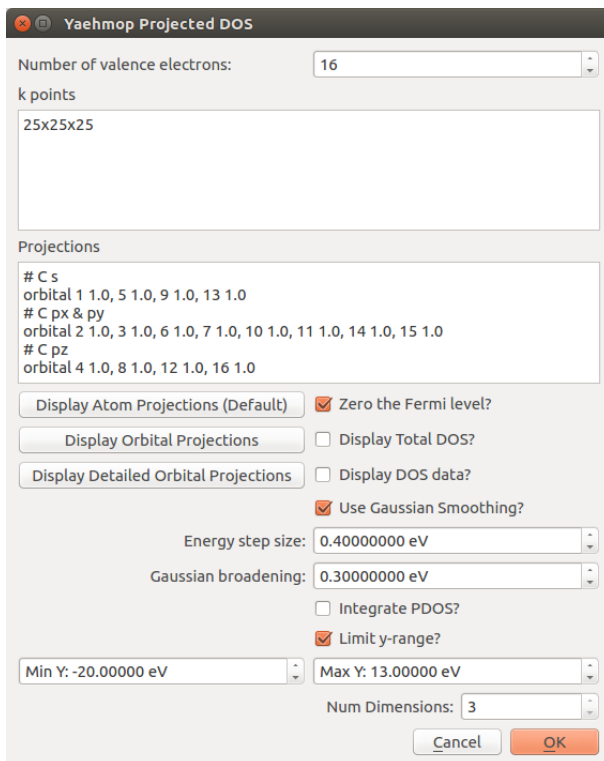 Yaehmop Projected DOS
Number of valence electrons: 16
k points
25x25x25
Projections
# C s
orbital 1 1.0, 5 1.0, 9 1.0, 13 1.0
# C px & py
orbital 2 1.0, 3 1.0, 6 1.0, 7 1.0, 10 1.0, 11 1.0, 14 1.0, 15 1.0
# C pz
orbital 4 1.0, 8 1.0, 12 1.0, 16 1.0
Display Atom Projections (Default) Zero the Fermi level?
Display Orbital Projections Display Total DOS?
Display Detailed Orbital Projections Display DOS data?
Use Gaussian Smoothing?
Energy step size: 0.40000000 eV
Gaussian broadening: 0.30000000 eV
Integrate PDOS?
Limit y-range?
Min Y: -20.00000 eV Max Y: 13.00000 eV
Num Dimensions: 3
Cancel OK